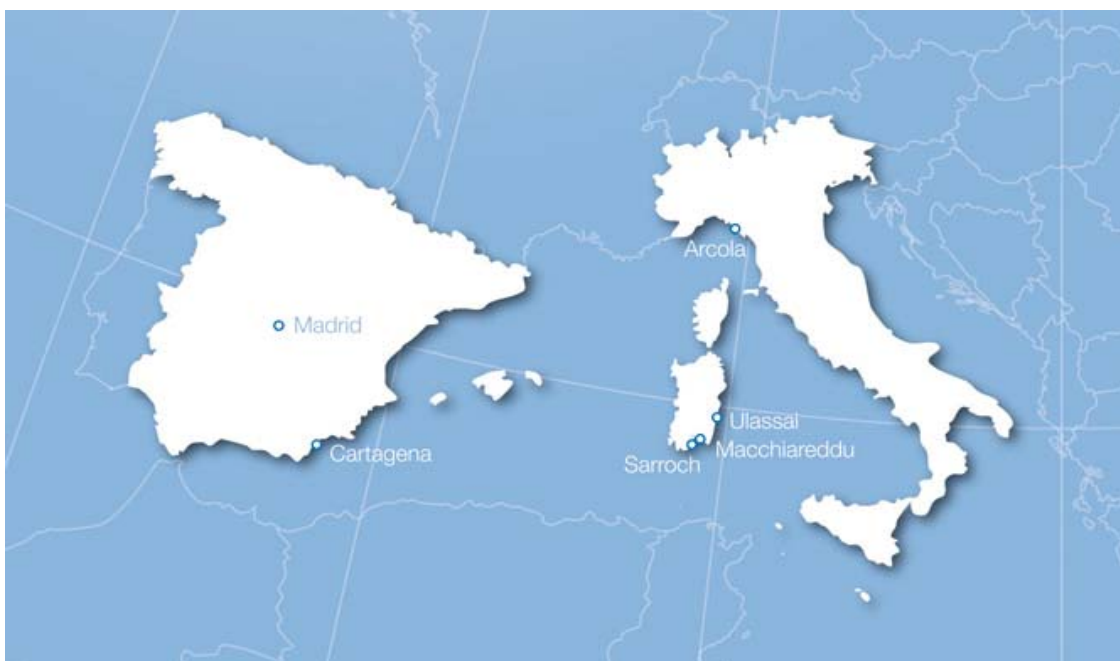 Arcola
Madrid
Ulassai
Cartagena
Macchiareddu
Sarroch